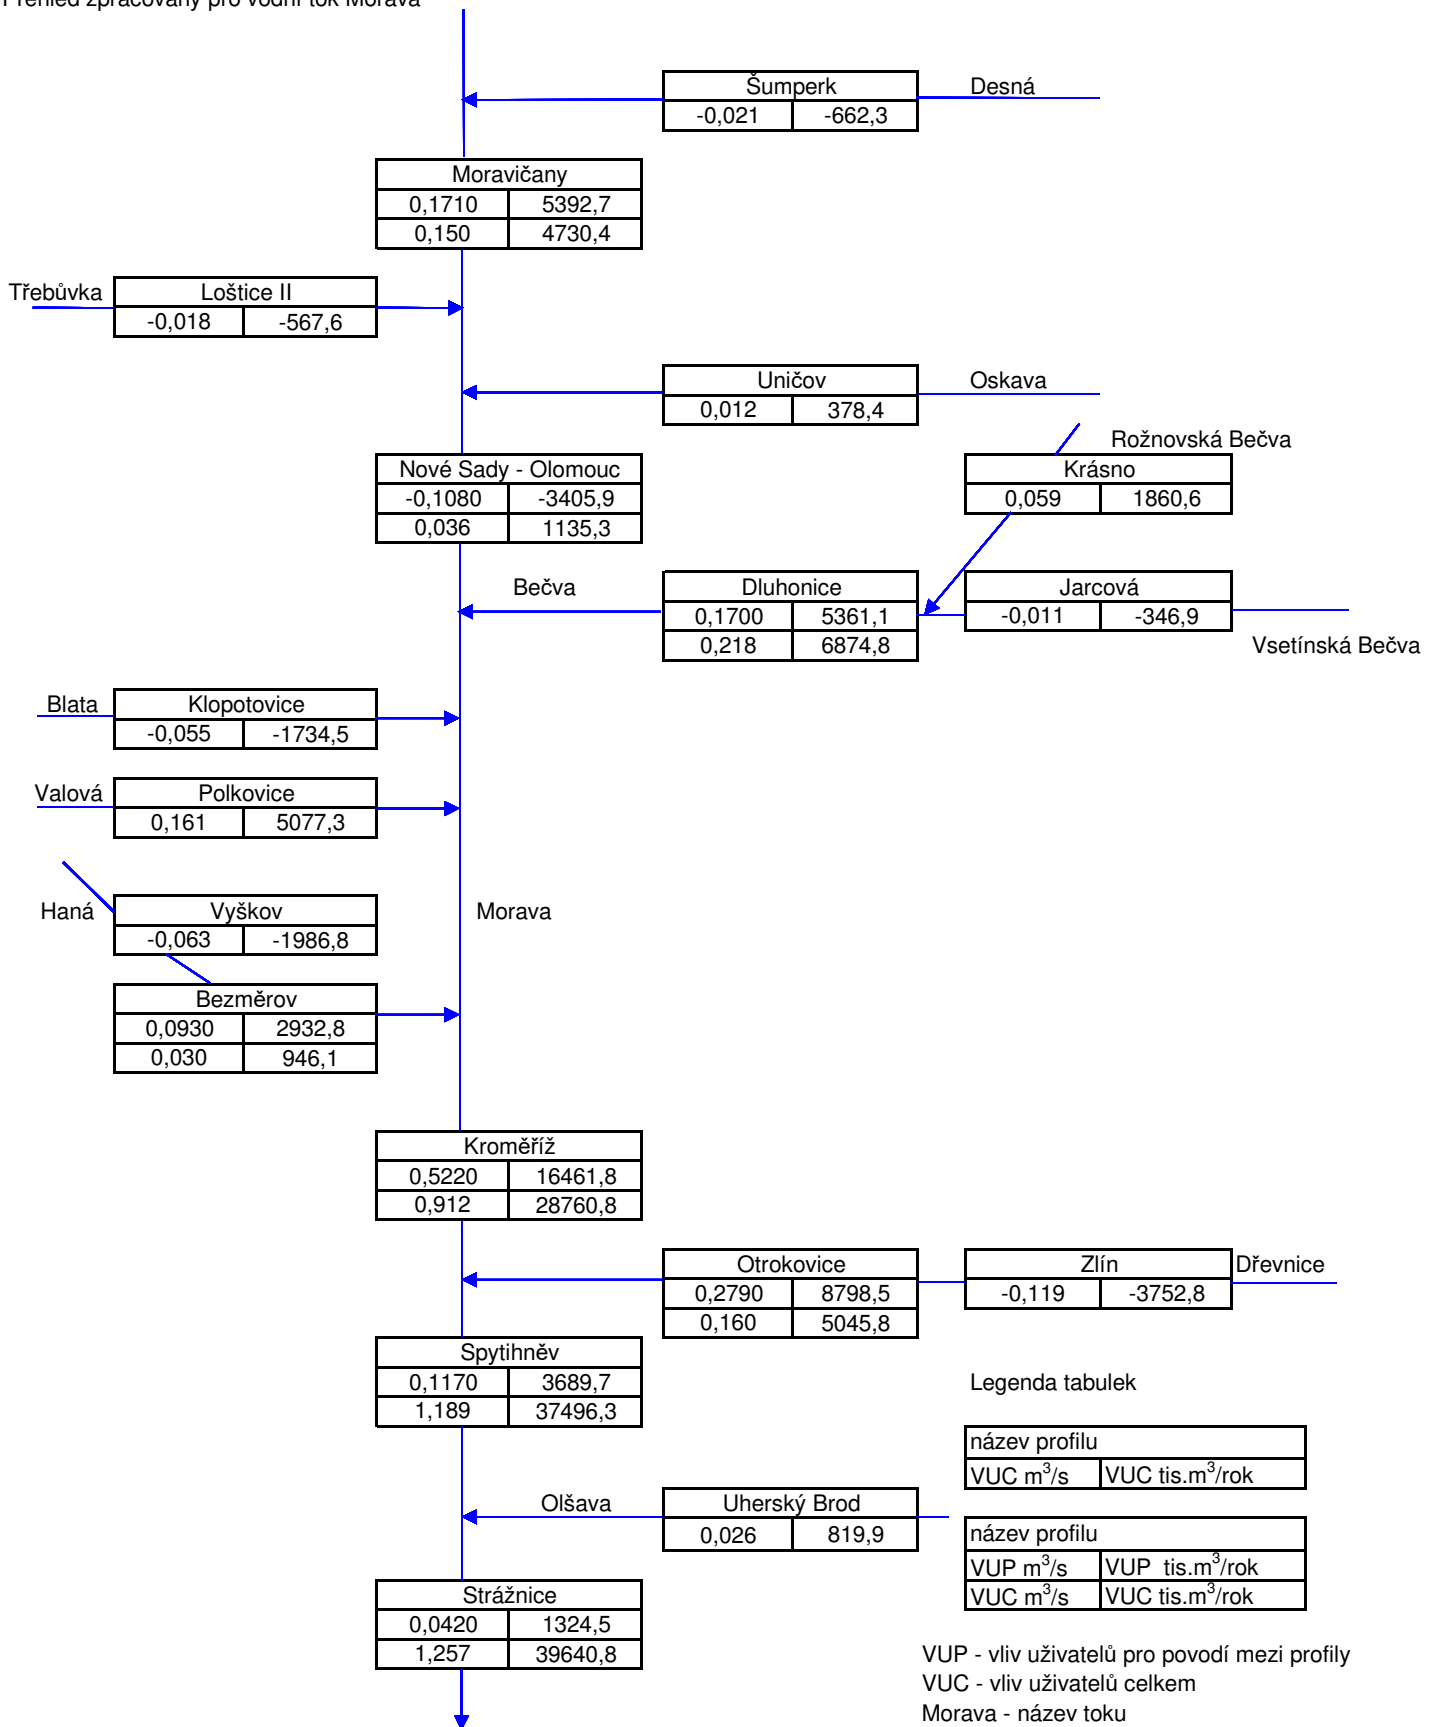 Přehled zpracovaný pro vodní tok Morava
Šumperk
Desná
-0,021 -662,3
Moravičany
0,1710 5392,7
0,150 4730,4
Třebůvka
Loštice II
-0,018 -567,6
Uničov
Oskava
0,012 378,4
Rožnovská Bečva
Nové Sady - Olomouc
-0,1080 -3405,9
0,036 1135,3
Krásno
0,059 1860,6
Bečva
Dluhonice
0,1700 5361,1
0,218 6874,8
Jarcová
-0,011 -346,9
Vsetínská Bečva
Blata
Klopotovice
-0,055 -1734,5
Valová
Polkovice
0,161 5077,3
Haná
Vyškov
-0,063 -1986,8
Morava
Bezměrov
0,0930 2932,8
0,030 946,1
Kroměříž
0,5220 16461,8
0,912 28760,8
Otrokovice
0,2790 8798,5
0,160 5045,8
Zlín
-0,119 -3752,8
Dřevnice
Spytihněv
0,1170 3689,7
1,189 37496,3
Legenda tabulek
název profilu
VUC m³/s VUC tis.m³/rok
Olšava
Uherský Brod
0,026 819,9
název profilu
VUP m³/s VUP tis.m³/rok
VUC m³/s VUC tis.m³/rok
Strážnice
0,0420 1324,5
1,257 39640,8
VUP - vliv uživatelů pro povodí mezi profily
VUC - vliv uživatelů celkem
Morava - název toku